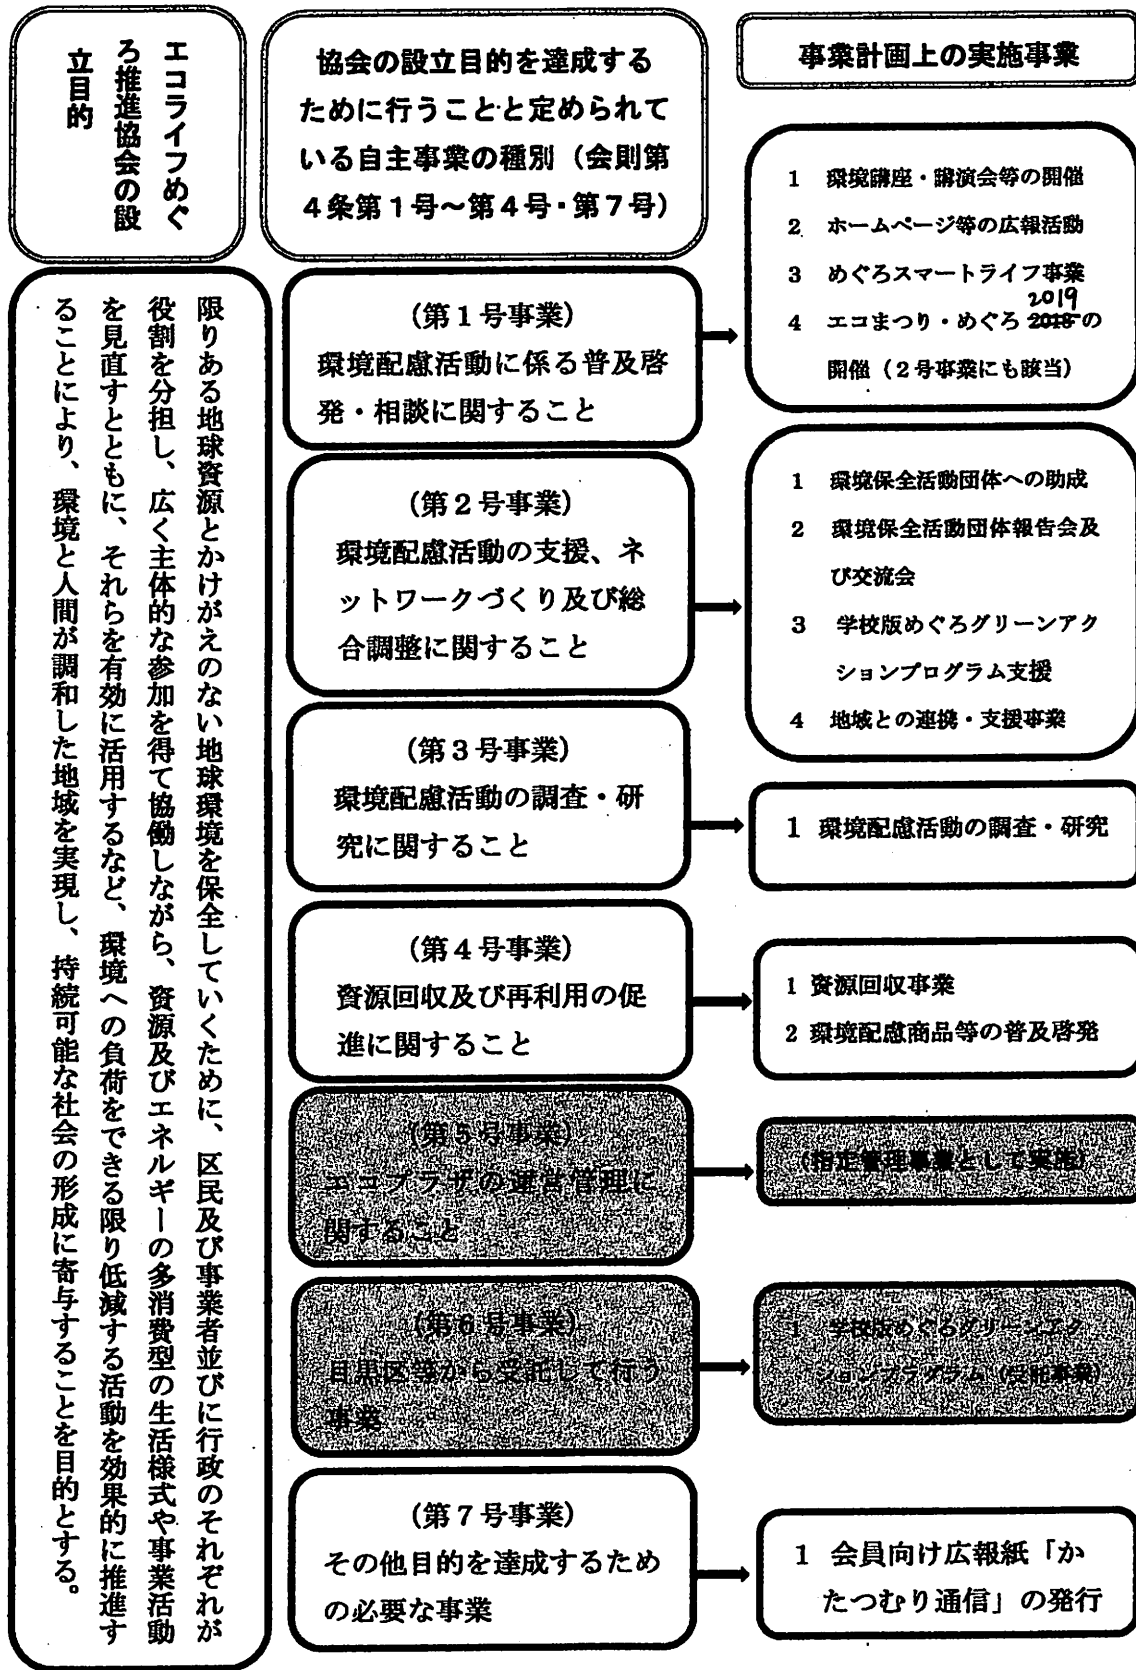 エコライフめぐ
ろ推進協会の設
立目的
限りある地球資源とかけがえのない地球環境を保全していくために、区民及び事業者並びに行政のそれぞれが
役割を分担し、広く主体的な参加を得て協働しながら、資源及びエネルギーの多消費型の生活様式や事業活動
を見直すとともに、それらを有効に活用するなど、環境への負荷をできる限り低減する活動を効果的に推進す
ることにより、環境と人間が調和した地域を実現し、持続可能な社会の形成に寄与することを目的とする。
協会の設立目的を達成する
ために行うことと定められて
いる自主事業の種別（会則第
4条第1号～第4号・第7号）
事業計画上の実施事業
（第1号事業）
環境配慮活動に係る普及啓
発・相談に関すること
1 環境講座・講演会等の開催
2 ホームページ等の広報活動
3 めぐろスマートライフ事業
2019
4 エコまつり・めぐろ 2018 の
開催（2号事業にも該当）
（第2号事業）
環境配慮活動の支援、ネ
ットワークづくり及び総
合調整に関すること
1 環境保全活動団体への助成
2 環境保全活動団体報告会及
び交流会
3 学校版めぐろグリーンアク
ションプログラム支援
4 地域との連携・支援事業
（第3号事業）
環境配慮活動の調査・研
究に関すること
1 環境配慮活動の調査・研究
（第4号事業）
資源回収及び再利用の促
進に関すること
1 資源回収事業
2 環境配慮商品等の普及啓発
（第5号事業）
エコプラザの運営管理に
関すること
（指定管理事業として実施）
（第6号事業）
目黒区等から受託して行う
事業
1 学校版めぐろグリーンアク
ションプラグラム（受託事業）
（第7号事業）
その他目的を達成するため
の必要な事業
1 会員向け広報紙「か
たつむり通信」の発行